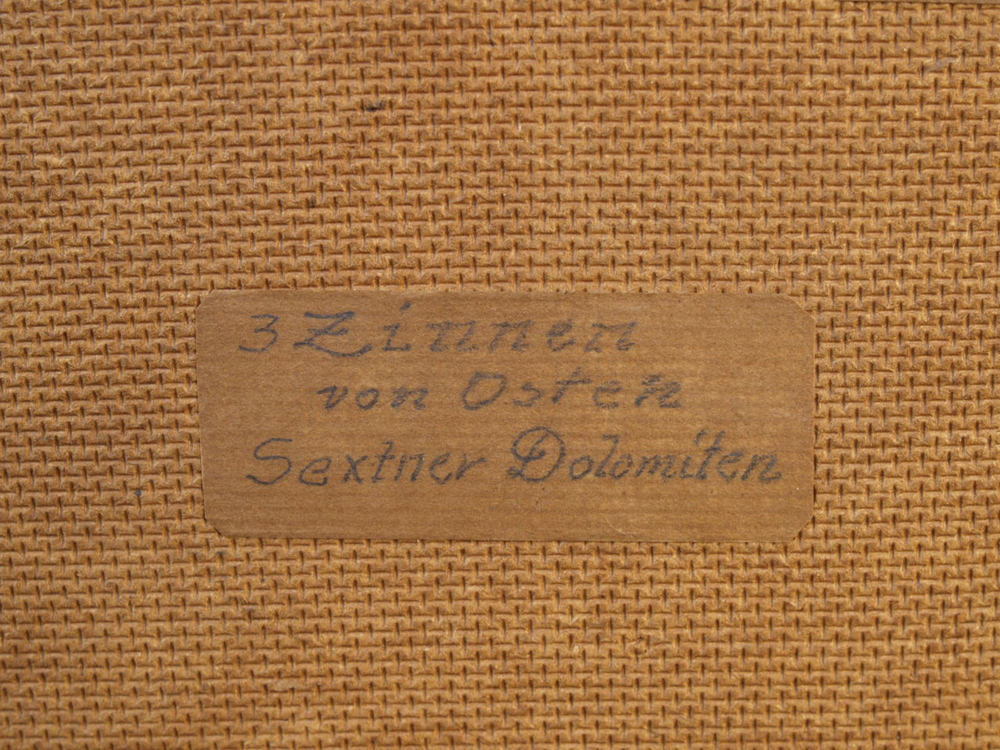 3 Zinnen
von Osten
Sextner Dolomiten